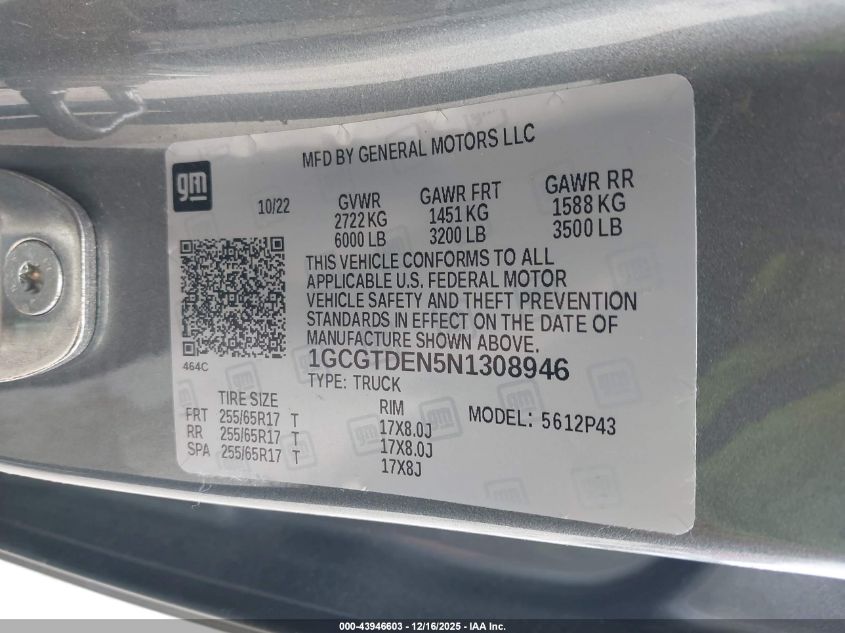 MFD BY GENERAL MOTORS LLC
gm
10/22 GVWR GAWR FRT GAWR RR
2722 KG 1451 KG 1588 KG
6000 LB 3200 LB 3500 LB
THIS VEHICLE CONFORMS TO ALL
APPLICABLE U.S. FEDERAL MOTOR
VEHICLE SAFETY AND THEFT PREVENTION
STANDARDS IN EFFECT ON THE DATE OF
MANUFACTURE SHOWN ABOVE.
464C 1GCGTDEN5N1308946
TYPE: TRUCK
TIRE SIZE RIM MODEL: 5612P43
FRT 255/65R17 T 17X8.0J
RR 255/65R17 T 17X8.0J
SPA 255/65R17 T 17X8J
000-43946603 - 12/16/2025 - IAA Inc.